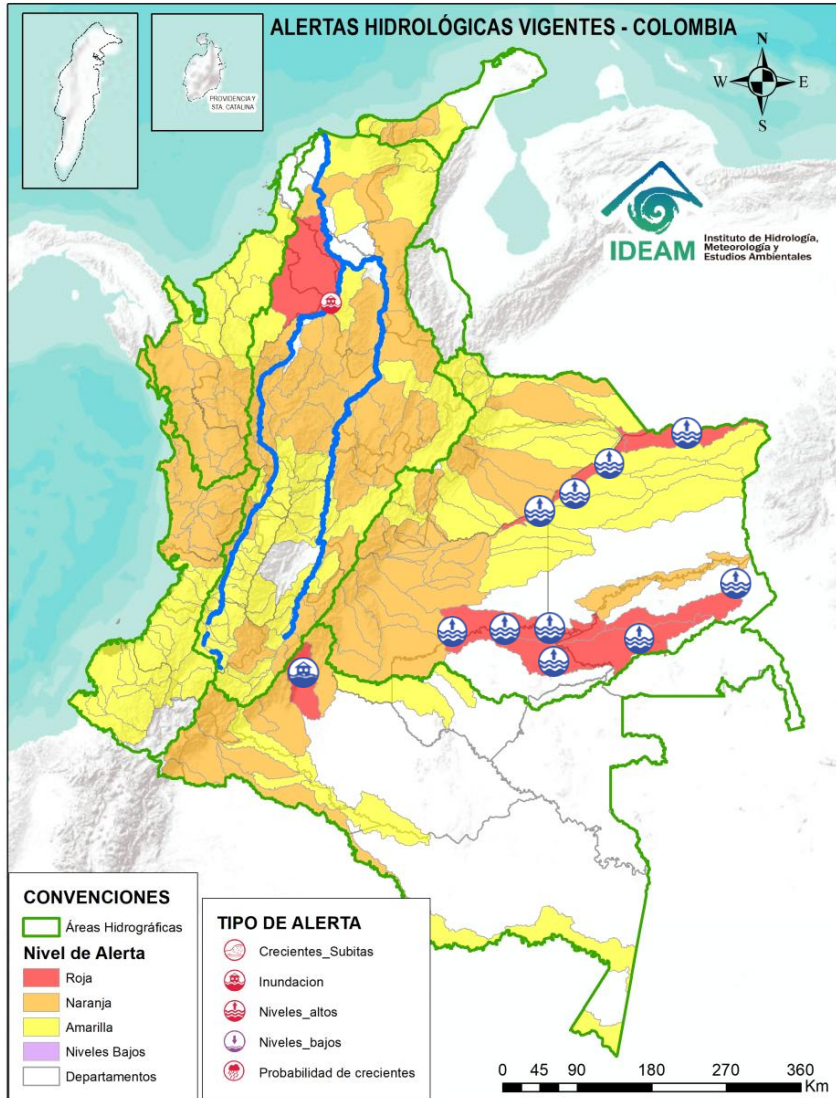 ALERTAS HIDROLÓGICAS VIGENTES - COLOMBIA
PROVIDENCIA Y
STA. CATALINA
N
W
E
S
IDEAM
Instituto de Hidrología,
Meteorología y
Estudios Ambientales
CONVENCIONES
Áreas Hidrográficas
Nivel de Alerta
Roja
Naranja
Amarilla
Niveles Bajos
Departamentos
TIPO DE ALERTA
Crecientes_Subitas
Inundacion
Niveles_altos
Niveles_bajos
Probabilidad de crecientes
0 45 90 180 270 360
Km